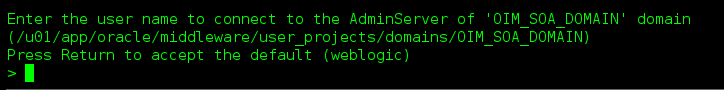 Enter the user name to connect to the AdminServer of 'OIM_SOA_DOMAIN' domain
(/u01/app/oracle/middleware/user_projects/domains/OIM_SOA_DOMAIN)
Press Return to accept the default (weblogic)
>